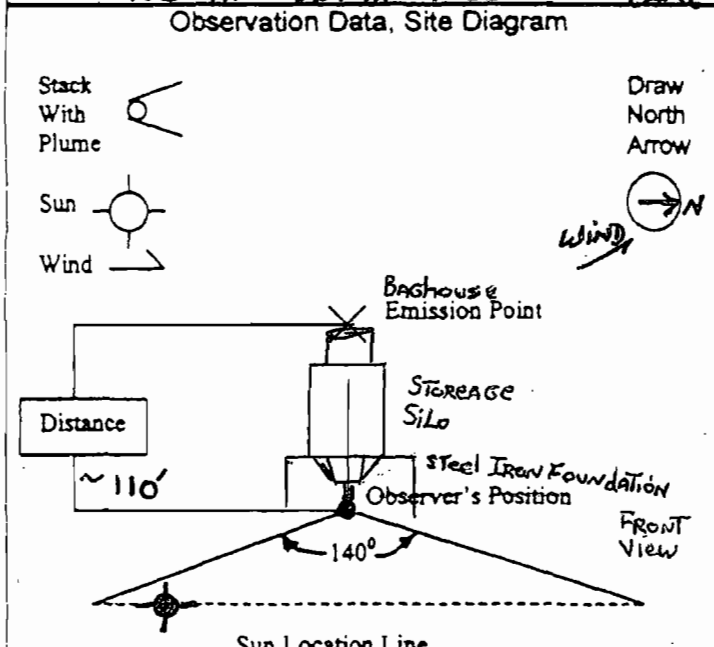 Observation Data, Site Diagram
Stack
With
Plume
Draw
North
Arrow
Sun
N
WIND
Wind
BAGHOUSE
Emission Point
STOREAGE
SiLo
Distance
~ 110'
STeel IRON FOUNDATION
Observer's Position
FRONT
View
140°
Sun Location Line